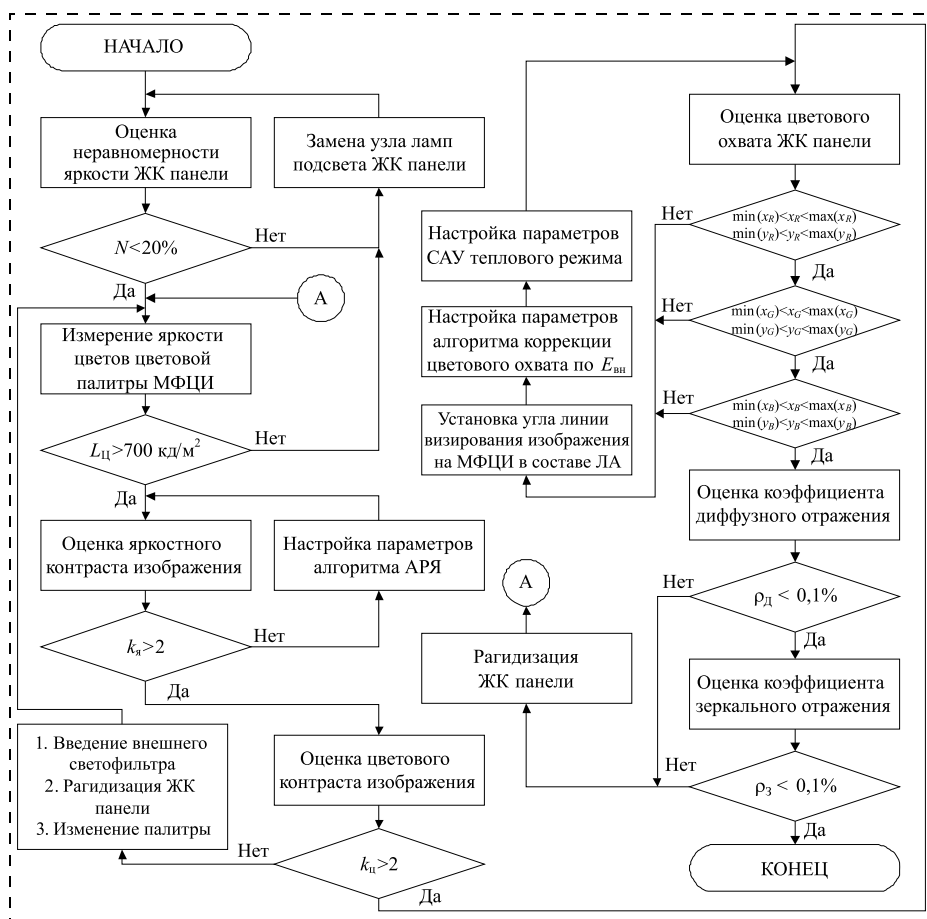 НАЧАЛО
Оценка
неравномерности
яркости ЖК панели
Замена узла ламп
подсвета ЖК панели
N<20%
Нет
Да
А
Измерение яркости
цветов цветовой
палитры МФЦИ
Lц>700 кд/м²
Нет
Да
Оценка яркостного
контраста изображения
Настройка параметров
алгоритма АРЯ
kя>2
Нет
Да
1. Введение внешнего
светофильтра
2. Рагидизация ЖК
панели
3. Изменение палитры
Оценка цветового
контраста изображения
kц>2
Нет
Да
Оценка цветового
охвата ЖК панели
min(xR)<xR<max(xR)
min(yR)<yR<max(yR)
Нет
Да
min(xG)<xG<max(xG)
min(yG)<yG<max(yG)
Нет
Да
min(xB)<xB<max(xB)
min(yB)<yB<max(yB)
Нет
Да
Настройка параметров
САУ теплового режима
Настройка параметров
алгоритма коррекции
цветового охвата по Eвн
Установка угла линии
визирования изображения
на МФЦИ в составе ЛА
Оценка коэффициента
диффузного отражения
ρД < 0,1%
Нет
Да
Оценка коэффициента
зеркального отражения
ρЗ < 0,1%
Нет
Да
А
Рагидизация
ЖК панели
КОНЕЦ